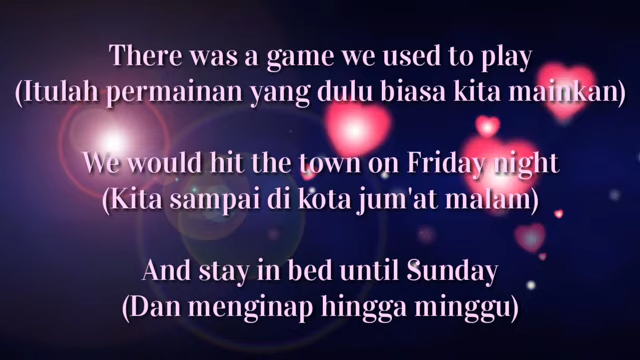 There was a game we used to play
(Itulah permainan yang dulu biasa kita mainkan)
We would hit the town on Friday night
(Kita sampai di kota jum'at malam)
And stay in bed until Sunday
(Dan menginap hingga minggu)